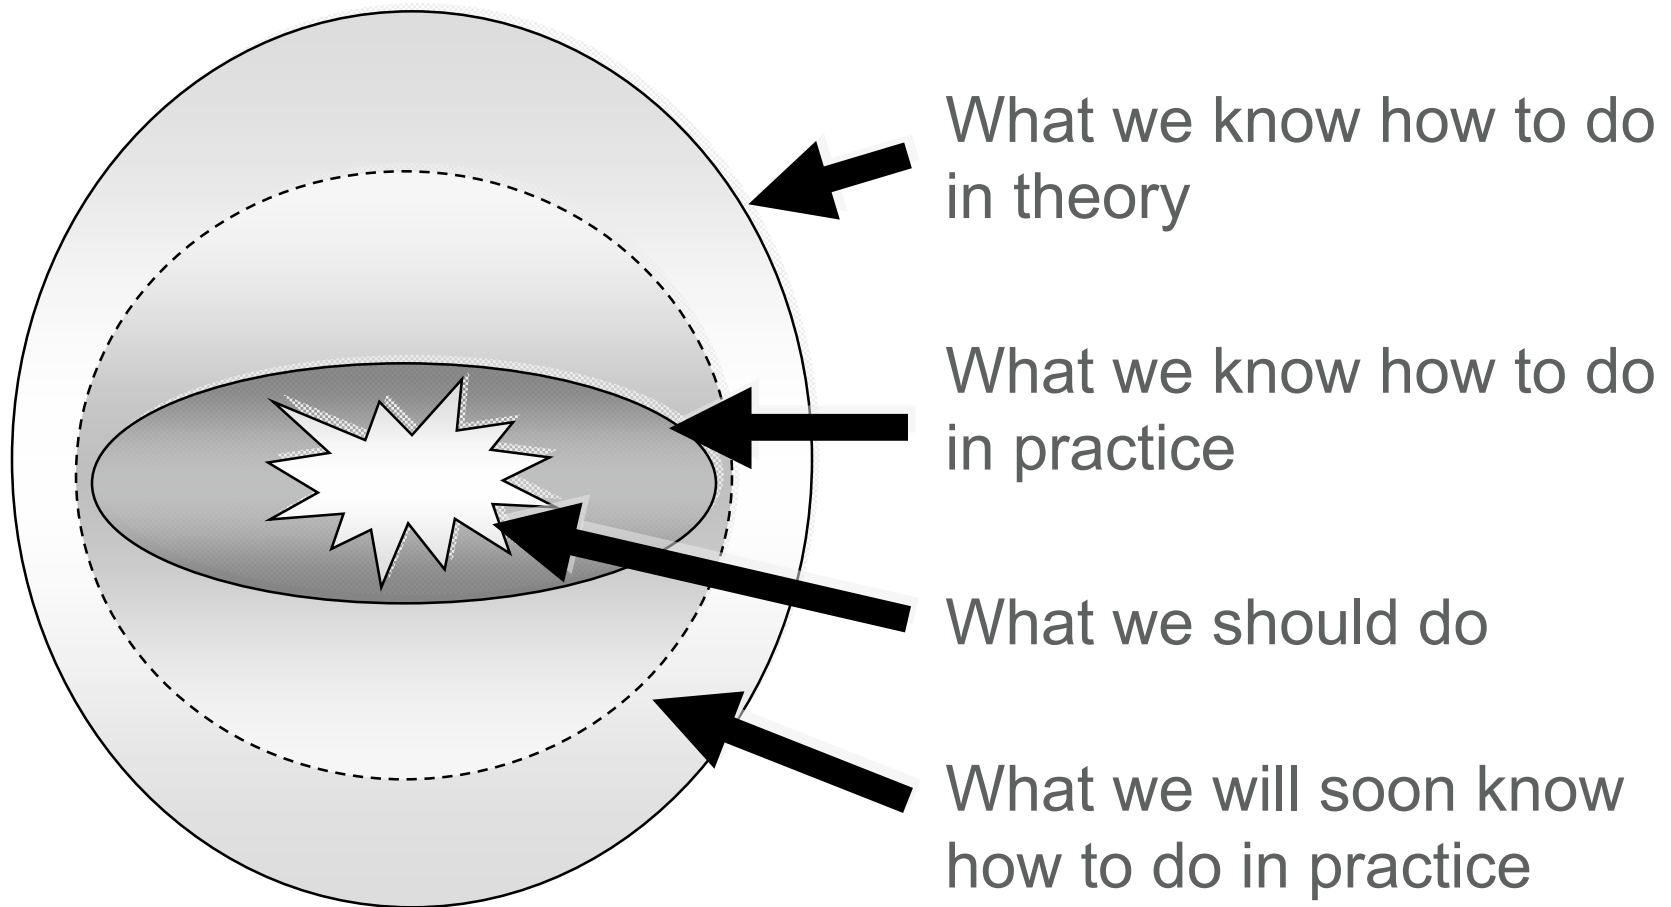 What we know how to do
in theory
What we know how to do
in practice
What we should do
What we will soon know
how to do in practice